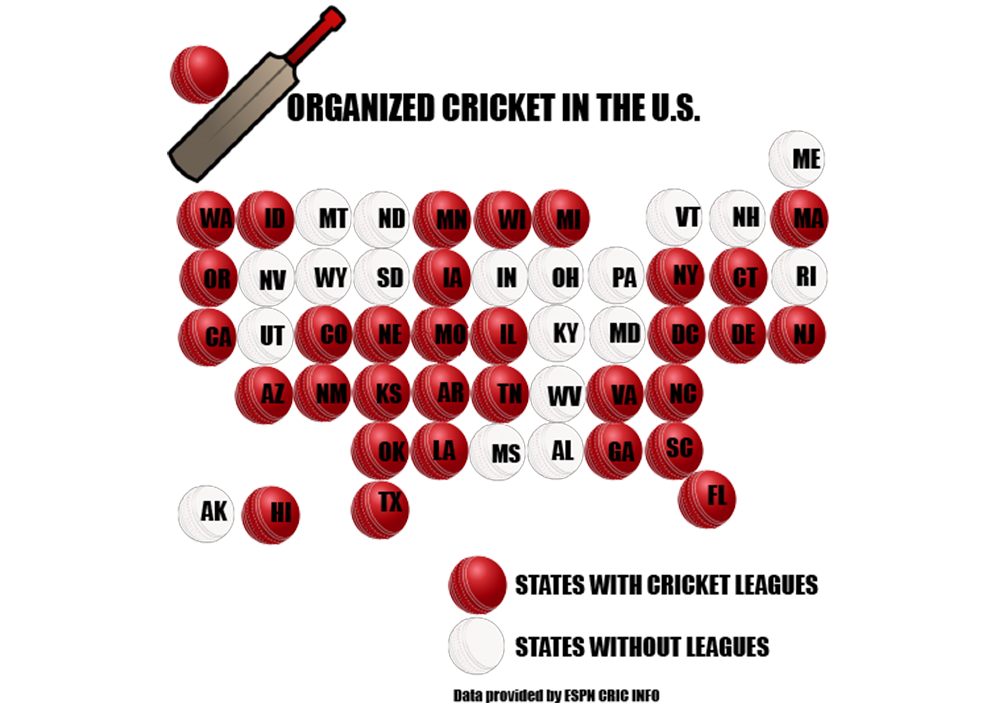 ORGANIZED CRICKET IN THE U.S.
ME
WA ID MT ND MN WI MI VT NH MA
OR NV WY SD IA IN OH PA NY CT RI
CA UT CO NE MO IL KY MD DC DE NJ
AZ NM KS AR TN WV VA NC
OK LA MS AL GA SC
AK HI TX FL
STATES WITH CRICKET LEAGUES
STATES WITHOUT LEAGUES
Data provided by ESPN CRIC INFO